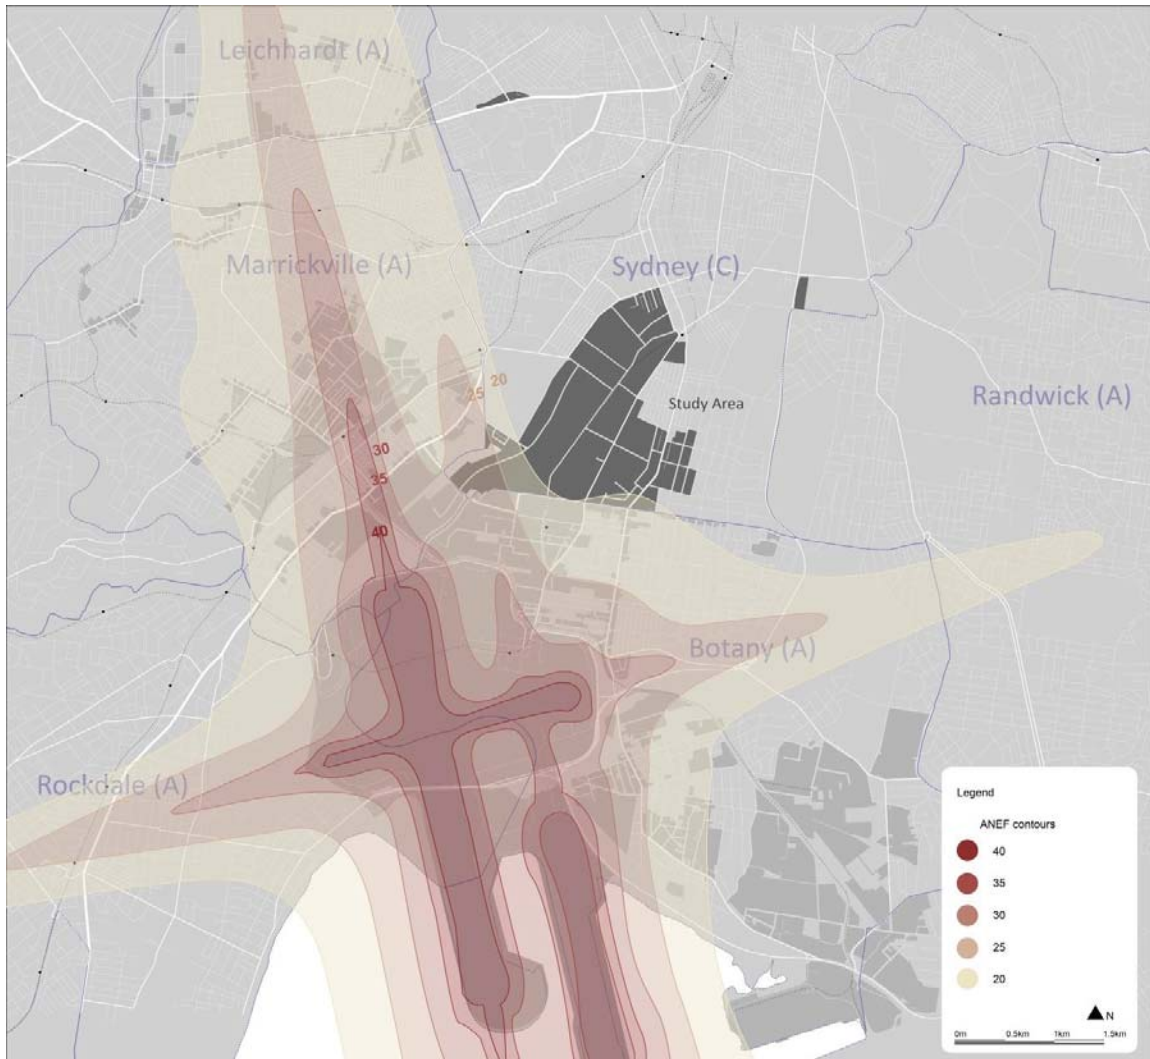 Leichhardt (A)
Marrickville (A)
Sydney (C)
20
25
Randwick (A)
Study Area
30
35
40
Botany (A)
Rockdale (A)
Legend
ANEF contours
40
35
30
25
20
N
0m 0.5km 1km 1.5km